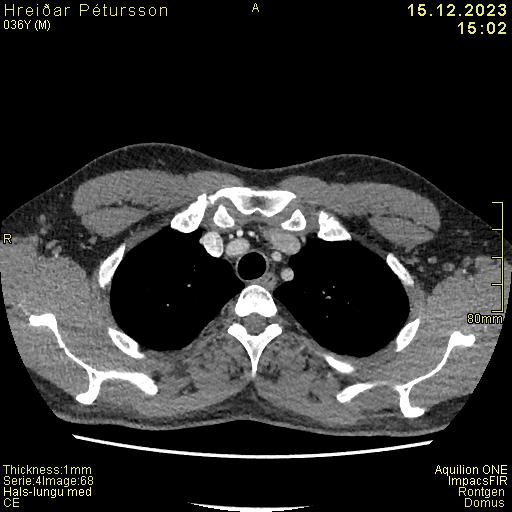 Hreiðar Pétursson
036Y (M)
A
15.12.2023
15:02
R
80mm
Thickness:1mm
Serie:4Image:68
Hals-lungu med
CE
Aquilion ONE
ImpacsFIR
Rontgen
Domus